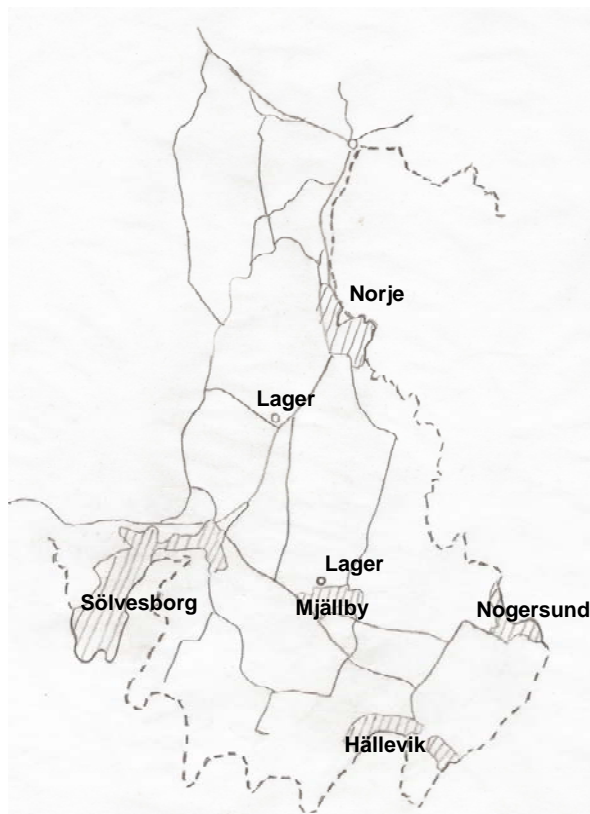 Norje
Lager
Lager
Sölvesborg
Mjällby
Nogersund
Hällevik